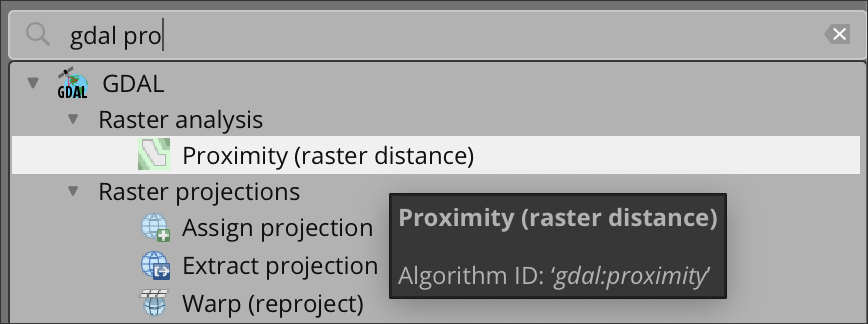 gdal pro
GDAL
GDAL
Raster analysis
Proximity (raster distance)
Raster projections
Assign projection
Extract projection
Warp (reproject)
Proximity (raster distance)
Algorithm ID: ‘gdal:proximity’